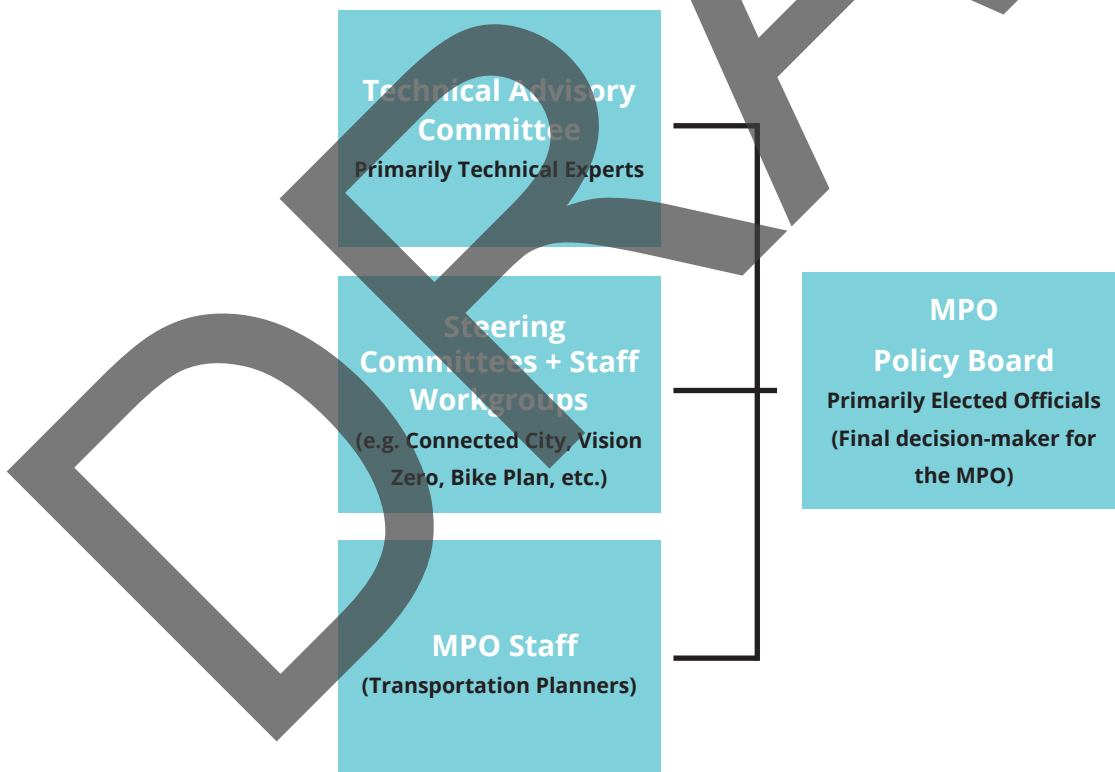 Technical Advisory
Committee
Primarily Technical Experts
Steering
Committees + Staff
Workgroups
(e.g. Connected City, Vision
Zero, Bike Plan, etc.)
MPO Staff
(Transportation Planners)
MPO
Policy Board
Primarily Elected Officials
(Final decision-maker for
the MPO)